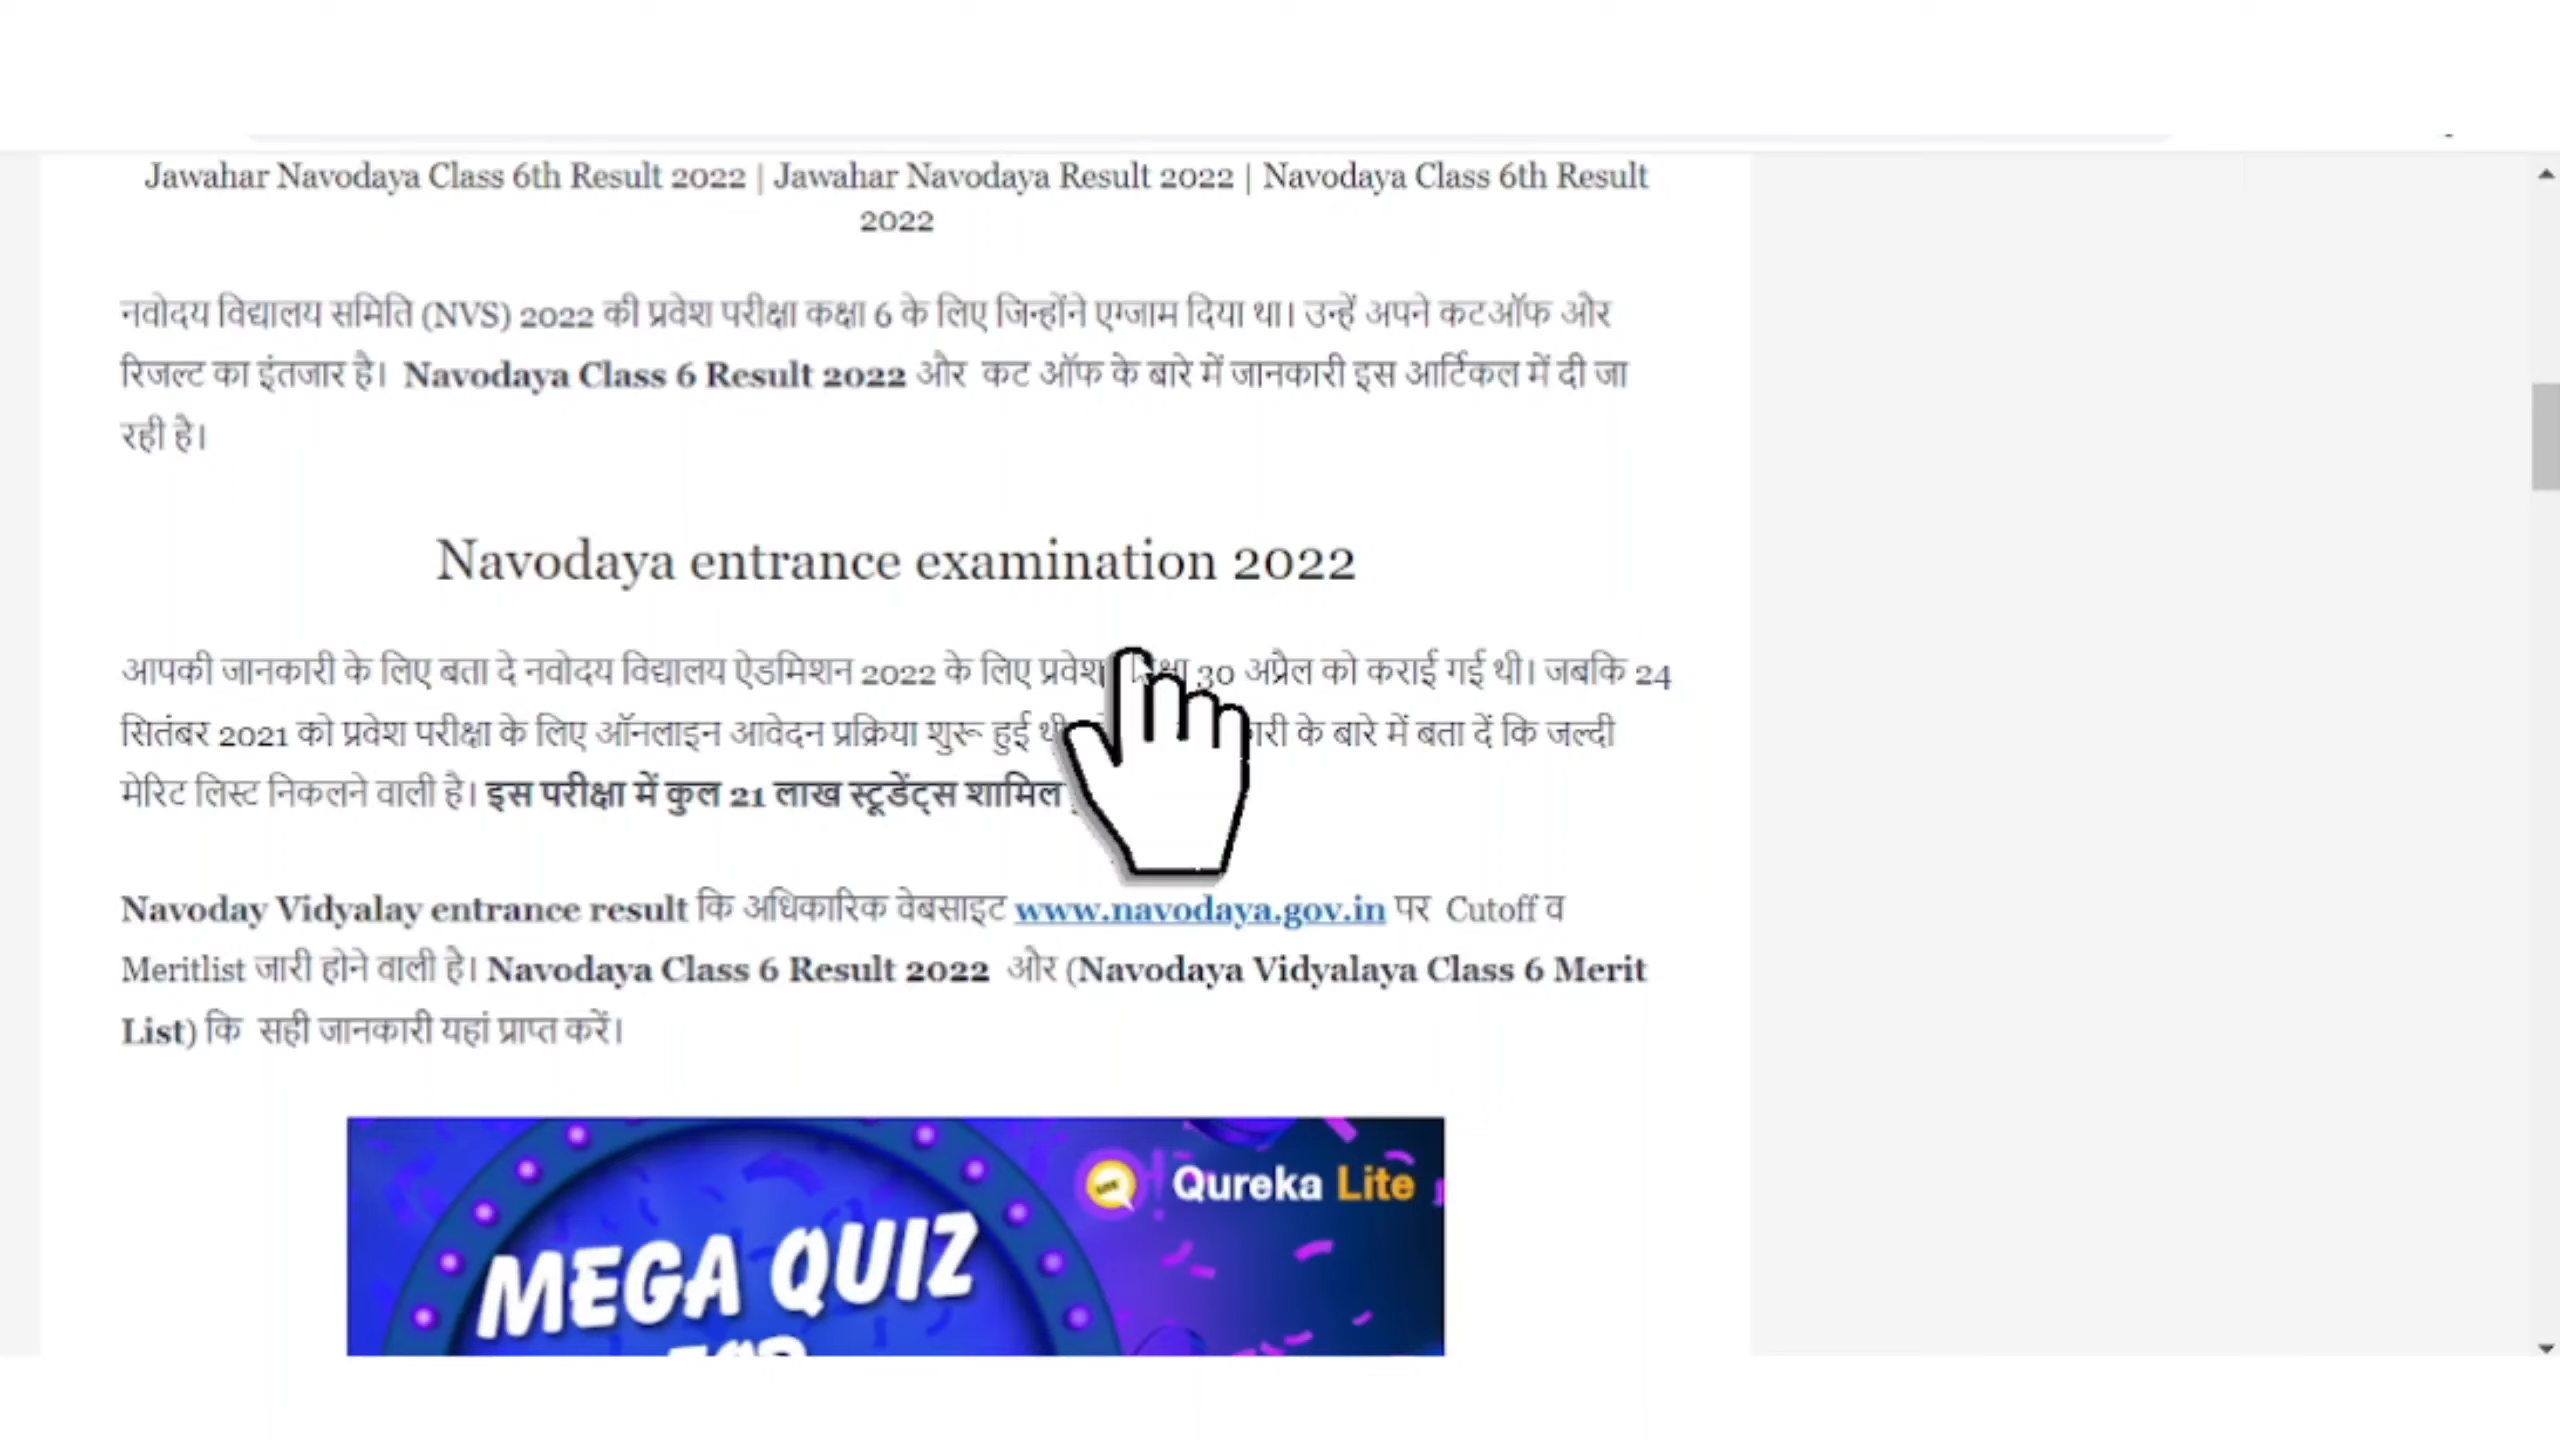 Jawahar Navodaya Class 6th Result 2022 | Jawahar Navodaya Result 2022 | Navodaya Class 6th Result
2022
नवोदय विद्यालय समिति (NVS) 2022 की प्रवेश परीक्षा कक्षा 6 के लिए जिन्होंने एग्जाम दिया था। उन्हें अपने कटऑफ और
रिजल्ट का इंतजार है। Navodaya Class 6 Result 2022 और कट ऑफ के बारे में जानकारी इस आर्टिकल में दी जा
रही है।
Navodaya entrance examination 2022
आपकी जानकारी के लिए बता दे नवोदय विद्यालय ऐडमिशन 2022 के लिए प्रवेश 30 अप्रैल को कराई गई थी। जबकि 24
सितंबर 2021 को प्रवेश परीक्षा के लिए ऑनलाइन आवेदन प्रक्रिया शुरू हुई थी के बारे में बता दें कि जल्दी
मेरिट लिस्ट निकलने वाली है। इस परीक्षा में कुल 21 लाख स्टूडेंट्स शामिल
Navoday Vidyalay entrance result कि अधिकारिक वेबसाइट www.navodaya.gov.in पर Cutoff व
Meritlist जारी होने वाली है। Navodaya Class 6 Result 2022 ओर (Navodaya Vidyalaya Class 6 Merit
List) कि सही जानकारी यहां प्राप्त करें।
Qureka Lite
MEGA QUIZ
FOR